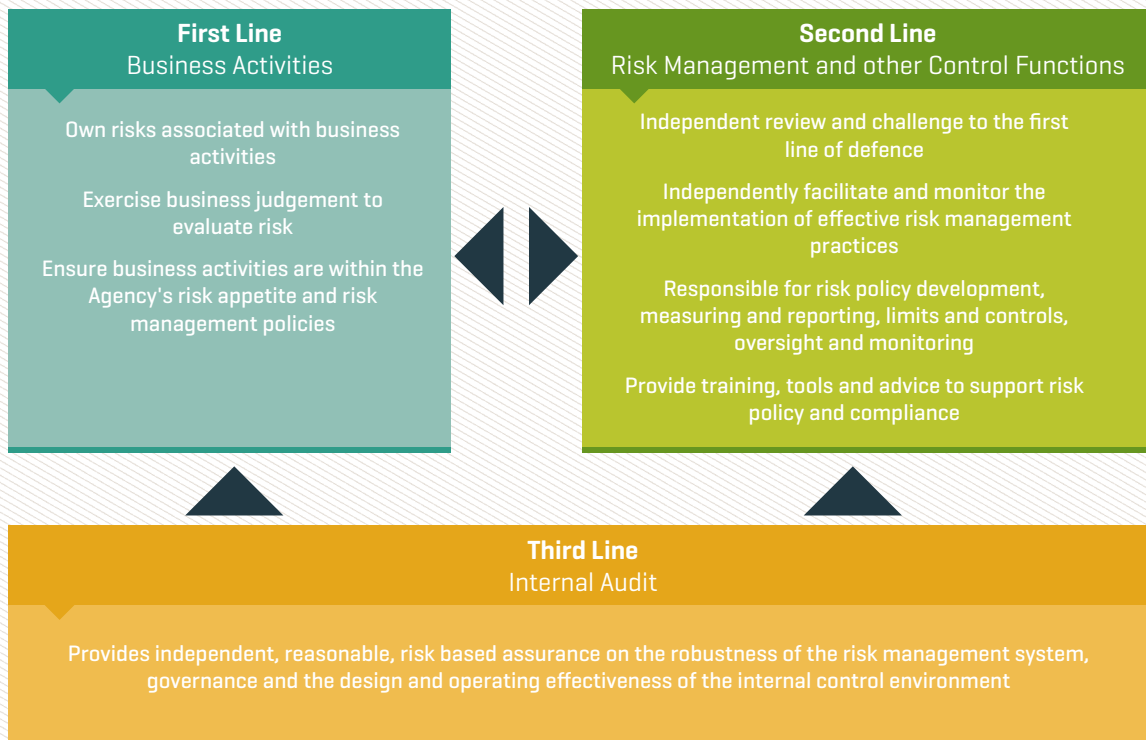 First Line
Business Activities
Own risks associated with business
activities
Exercise business judgement to
evaluate risk
Ensure business activities are within the
Agency's risk appetite and risk
management policies
Second Line
Risk Management and other Control Functions
Independent review and challenge to the first
line of defence
Independently facilitate and monitor the
implementation of effective risk management
practices
Responsible for risk policy development,
measuring and reporting, limits and controls,
oversight and monitoring
Provide training, tools and advice to support risk
policy and compliance
Third Line
Internal Audit
Provides independent, reasonable, risk based assurance on the robustness of the risk management system,
governance and the design and operating effectiveness of the internal control environment